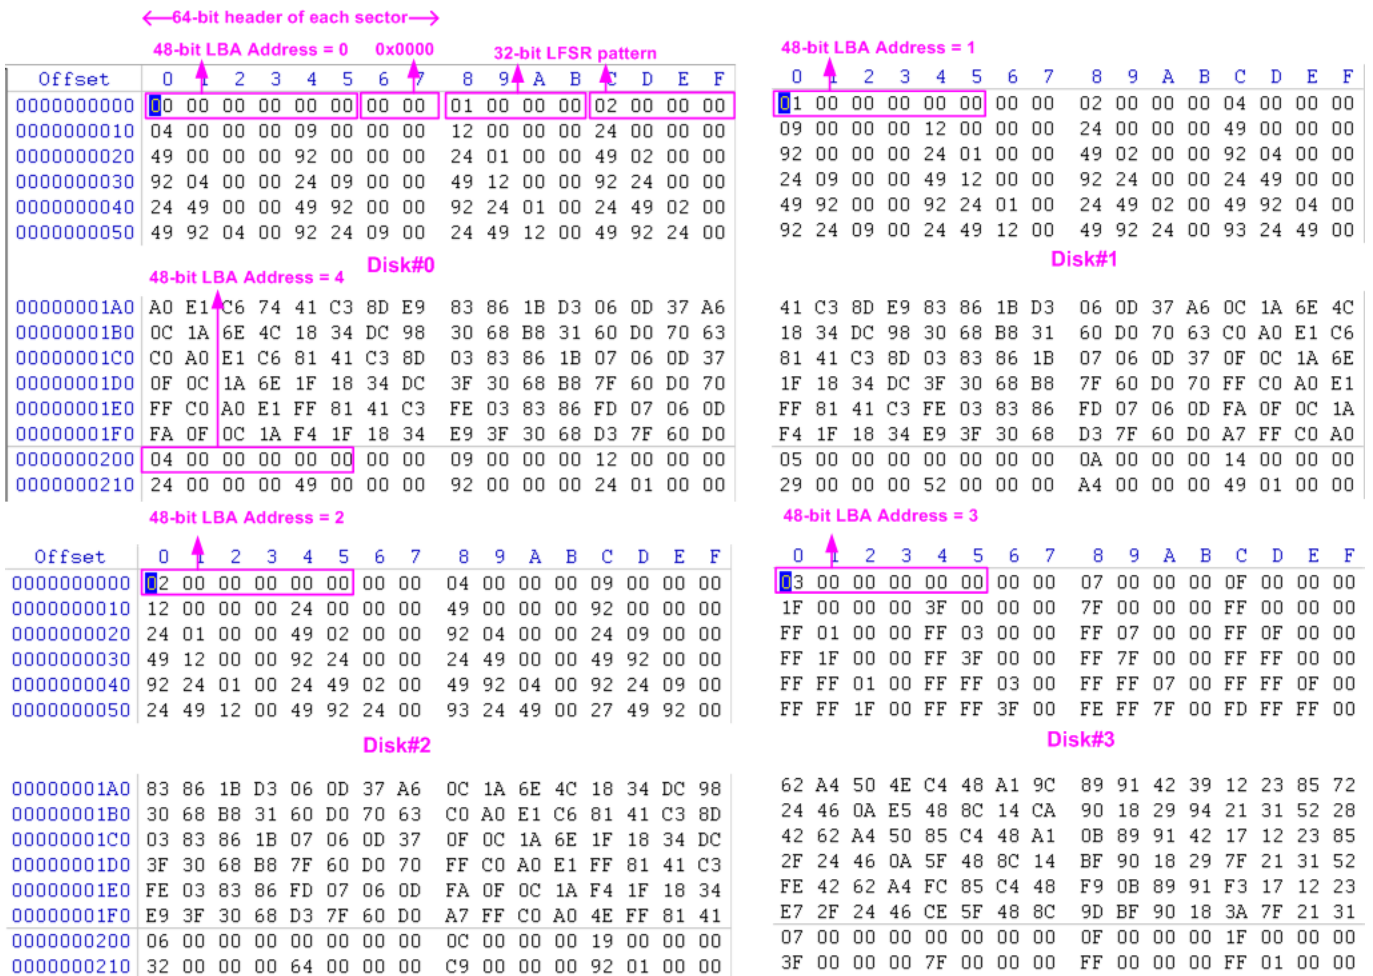 64-bit header of each sector
48-bit LBA Address = 0 0x0000 32-bit LFSR pattern
Offset 0 1 2 3 4 5 6 7 8 9 A B C D E F
0000000000 00 00 00 00 00 00 00 00 01 00 00 00 02 00 00 00
0000000010 04 00 00 00 09 00 00 00 12 00 00 00 24 00 00 00
0000000020 49 00 00 00 92 00 00 00 24 01 00 00 49 02 00 00
0000000030 92 04 00 00 24 09 00 00 49 12 00 00 92 24 00 00
0000000040 24 49 00 00 49 92 00 00 92 24 01 00 24 49 02 00
0000000050 49 92 04 00 92 24 09 00 24 49 12 00 49 92 24 00
Disk#0
48-bit LBA Address = 4
00000001A0 A0 E1 C6 74 41 C3 8D E9 83 86 1B D3 06 0D 37 A6
00000001B0 0C 1A 6E 4C 18 34 DC 98 30 68 B8 31 60 D0 70 63
00000001C0 C0 A0 E1 C6 81 41 C3 8D 03 83 86 1B 07 06 0D 37
00000001D0 0F 0C 1A 6E 1F 18 34 DC 3F 30 68 B8 7F 60 D0 70
00000001E0 FF C0 A0 E1 FF 81 41 C3 FE 03 83 86 FD 07 06 0D
00000001F0 FA 0F 0C 1A F4 1F 18 34 E9 3F 30 68 D3 7F 60 D0
0000000200 04 00 00 00 00 00 00 00 09 00 00 00 12 00 00 00
0000000210 24 00 00 00 49 00 00 00 92 00 00 00 24 01 00 00
48-bit LBA Address = 1
0 1 2 3 4 5 6 7 8 9 A B C D E F
01 00 00 00 00 00 00 00 02 00 00 00 04 00 00 00
09 00 00 00 12 00 00 00 24 00 00 00 49 00 00 00
92 00 00 00 24 01 00 00 49 02 00 00 92 04 00 00
24 09 00 00 49 12 00 00 92 24 00 00 24 49 00 00
49 92 00 00 92 24 01 00 24 49 02 00 49 92 04 00
92 24 09 00 24 49 12 00 49 92 24 00 93 24 49 00
Disk#1
41 C3 8D E9 83 86 1B D3 06 0D 37 A6 0C 1A 6E 4C
18 34 DC 98 30 68 B8 31 60 D0 70 63 C0 A0 E1 C6
81 41 C3 8D 03 83 86 1B 07 06 0D 37 0F 0C 1A 6E
1F 18 34 DC 3F 30 68 B8 7F 60 D0 70 FF C0 A0 E1
FF 81 41 C3 FE 03 83 86 FD 07 06 0D FA 0F 0C 1A
F4 1F 18 34 E9 3F 30 68 D3 7F 60 D0 A7 FF C0 A0
05 00 00 00 00 00 00 00 0A 00 00 00 14 00 00 00
29 00 00 00 52 00 00 00 A4 00 00 00 49 01 00 00
48-bit LBA Address = 2
Offset 0 1 2 3 4 5 6 7 8 9 A B C D E F
0000000000 02 00 00 00 00 00 00 00 04 00 00 00 09 00 00 00
0000000010 12 00 00 00 24 00 00 00 49 00 00 00 92 00 00 00
0000000020 24 01 00 00 49 02 00 00 92 04 00 00 24 09 00 00
0000000030 49 12 00 00 92 24 00 00 24 49 00 00 49 92 00 00
0000000040 92 24 01 00 24 49 02 00 49 92 04 00 92 24 09 00
0000000050 24 49 12 00 49 92 24 00 93 24 49 00 27 49 92 00
Disk#2
00000001A0 83 86 1B D3 06 0D 37 A6 0C 1A 6E 4C 18 34 DC 98
00000001B0 30 68 B8 31 60 D0 70 63 C0 A0 E1 C6 81 41 C3 8D
00000001C0 03 83 86 1B 07 06 0D 37 0F 0C 1A 6E 1F 18 34 DC
00000001D0 3F 30 68 B8 7F 60 D0 70 FF C0 A0 E1 FF 81 41 C3
00000001E0 FE 03 83 86 FD 07 06 0D FA 0F 0C 1A F4 1F 18 34
00000001F0 E9 3F 30 68 D3 7F 60 D0 A7 FF C0 A0 4E FF 81 41
0000000200 06 00 00 00 00 00 00 00 0C 00 00 00 19 00 00 00
0000000210 32 00 00 00 64 00 00 00 C9 00 00 00 92 01 00 00
48-bit LBA Address = 3
0 1 2 3 4 5 6 7 8 9 A B C D E F
03 00 00 00 00 00 00 00 07 00 00 00 0F 00 00 00
1F 00 00 00 3F 00 00 00 7F 00 00 00 FF 00 00 00
FF 01 00 00 FF 03 00 00 FF 07 00 00 FF 0F 00 00
FF 1F 00 00 FF 3F 00 00 FF 7F 00 00 FF FF 00 00
FF FF 01 00 FF FF 03 00 FF FF 07 00 FF FF 0F 00
FF FF 1F 00 FF FF 3F 00 FE FF 7F 00 FD FF FF 00
Disk#3
62 A4 50 4E C4 48 A1 9C 89 91 42 39 12 23 85 72
24 46 0A E5 48 8C 14 CA 90 18 29 94 21 31 52 28
42 62 A4 50 85 C4 48 A1 0B 89 91 42 17 12 23 85
2F 24 46 0A 5F 48 8C 14 BF 90 18 29 7F 21 31 52
FE 42 62 A4 FC 85 C4 48 F9 0B 89 91 F3 17 12 23
E7 2F 24 46 CE 5F 48 8C 9D BF 90 18 3A 7F 21 31
07 00 00 00 00 00 00 00 0F 00 00 00 1F 00 00 00
3F 00 00 00 7F 00 00 00 FF 00 00 00 FF 01 00 00